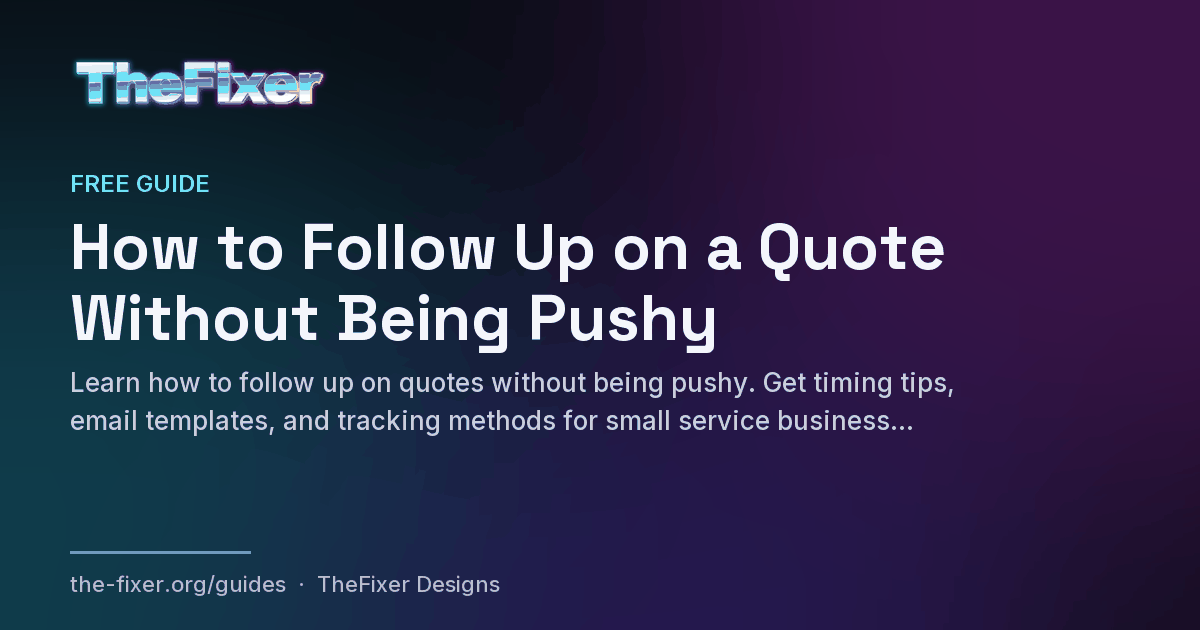 TheFixer
FREE GUIDE
How to Follow Up on a Quote
Without Being Pushy
Learn how to follow up on quotes without being pushy. Get timing tips,
email templates, and tracking methods for small service business...
the-fixer.org/guides · TheFixer Designs